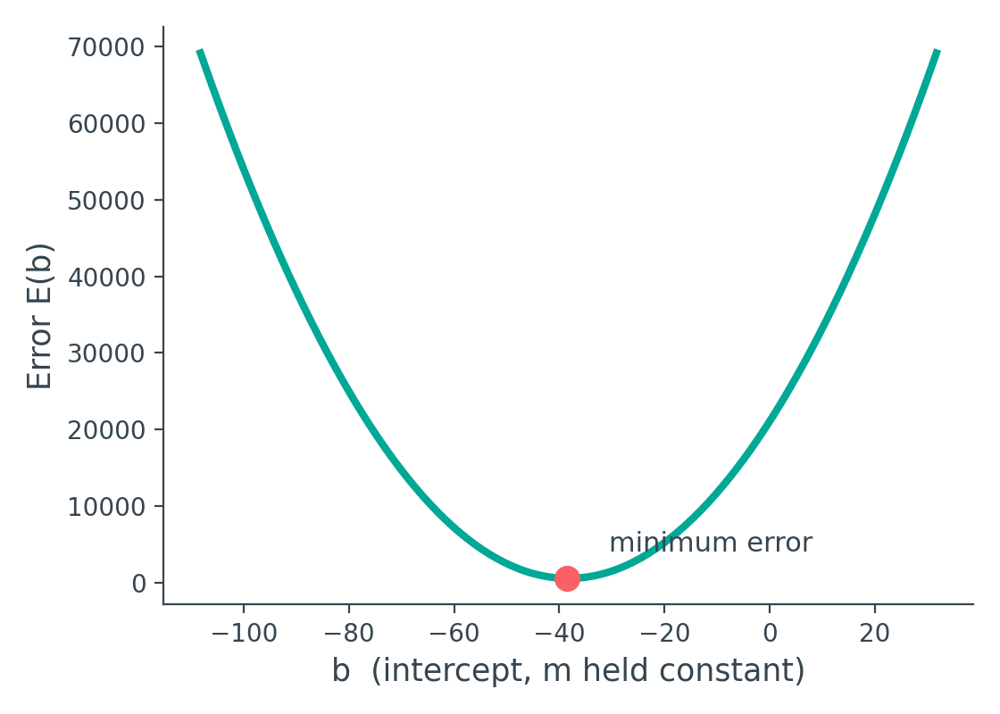 70000
60000
50000
40000
30000
20000
10000
0
Error E(b)
minimum error
−100 −80 −60 −40 −20 0 20
b (intercept, m held constant)